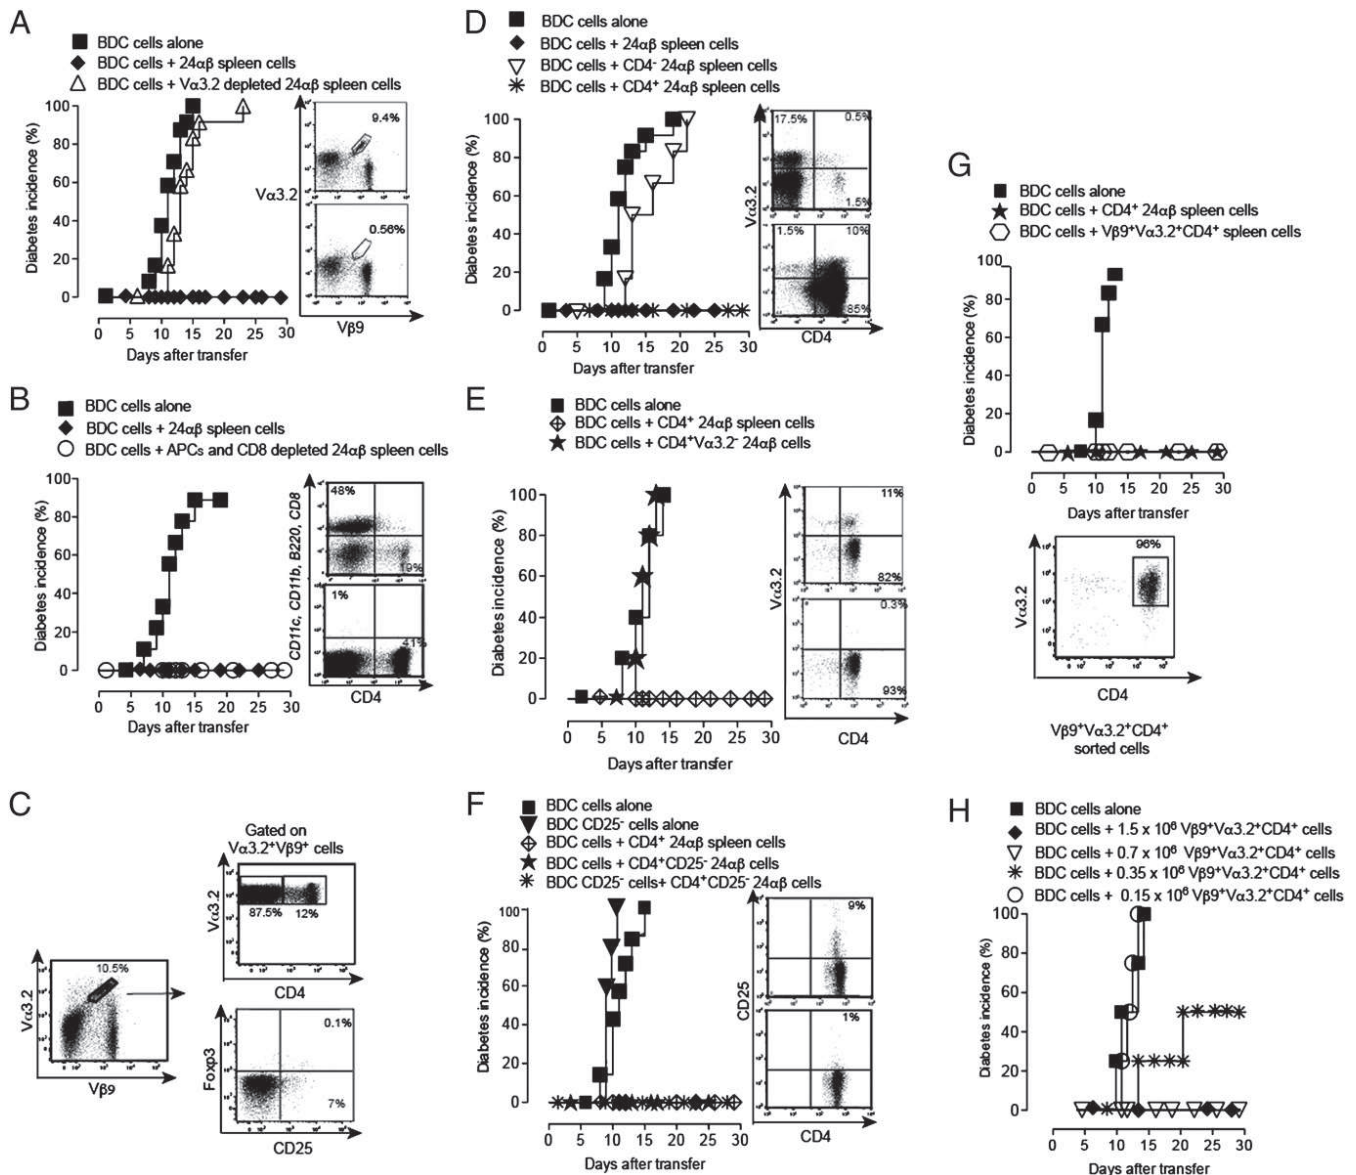 A
BDC cells alone
BDC cells + 24αβ spleen cells
BDC cells + Vα3.2 depleted 24αβ spleen cells
Diabetes incidence (%)
100
80
60
40
20
0
0 5 10 15 20 25 30
Days after transfer
9.4%
Vα3.2
0.56%
Vβ9
B
BDC cells alone
BDC cells + 24αβ spleen cells
BDC cells + APCs and CD8 depleted 24αβ spleen cells
Diabetes incidence (%)
100
80
60
40
20
0
0 5 10 15 20 25 30
Days after transfer
CD11c, CD11b, B220, CD8
48%
19%
1%
41%
CD4
C
Gated on
Vα3.2⁺Vβ9⁺ cells
Vα3.2
87.5% 12%
CD4
10.5%
Vα3.2
Vβ9
Foxp3
0.1%
7%
CD25
D
BDC cells alone
BDC cells + 24αβ spleen cells
BDC cells + CD4⁻ 24αβ spleen cells
BDC cells + CD4⁺ 24αβ spleen cells
Diabetes incidence (%)
100
80
60
40
20
0
0 5 10 15 20 25 30
Days after transfer
Vα3.2
17.5% 0.5%
1.5%
1.5% 10%
85%
CD4
E
BDC cells alone
BDC cells + CD4⁺ 24αβ spleen cells
BDC cells + CD4⁺Vα3.2⁻ 24αβ cells
Diabetes incidence (%)
100
80
60
40
20
0
0 5 10 15 20 25 30
Days after transfer
Vα3.2
11%
82%
0.3%
93%
CD4
F
BDC cells alone
BDC CD25⁻ cells alone
BDC cells + CD4⁺ 24αβ spleen cells
BDC cells + CD4⁺CD25⁻ 24αβ cells
BDC CD25⁻ cells+ CD4⁺CD25⁻ 24αβ cells
Diabetes incidence (%)
100
80
60
40
20
0
0 5 10 15 20 25 30
Days after transfer
CD25
9%
1%
CD4
G
BDC cells alone
BDC cells + CD4⁺ 24αβ spleen cells
BDC cells + Vβ9⁺Vα3.2⁺CD4⁺ spleen cells
Diabetes incidence (%)
100
80
60
40
20
0
0 5 10 15 20 25 30
Days after transfer
96%
Vα3.2
CD4
Vβ9⁺Vα3.2⁺CD4⁺
sorted cells
H
BDC cells alone
BDC cells + 1.5 x 10⁶ Vβ9⁺Vα3.2⁺CD4⁺ cells
BDC cells + 0.7 x 10⁶ Vβ9⁺Vα3.2⁺CD4⁺ cells
BDC cells + 0.35 x 10⁶ Vβ9⁺Vα3.2⁺CD4⁺ cells
BDC cells + 0.15 x 10⁶ Vβ9⁺Vα3.2⁺CD4⁺ cells
Diabetes incidence (%)
100
80
60
40
20
0
0 5 10 15 20 25 30
Days after transfer